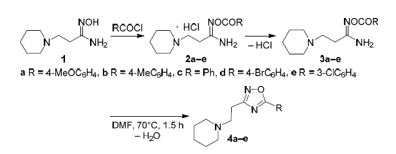 NOH RCOCl NOCOR NOCOR
N NH₂ · HCl N NH₂ – HCl N NH₂
1 2a–e 3a–e
a R = 4-MeOC₆H₄, b R = 4-MeC₆H₄, c R = Ph, d R = 4-BrC₆H₄, e R = 3-ClC₆H₄
N O
DMF, 70°C, 1.5 h N R
– H₂O N 4a–e